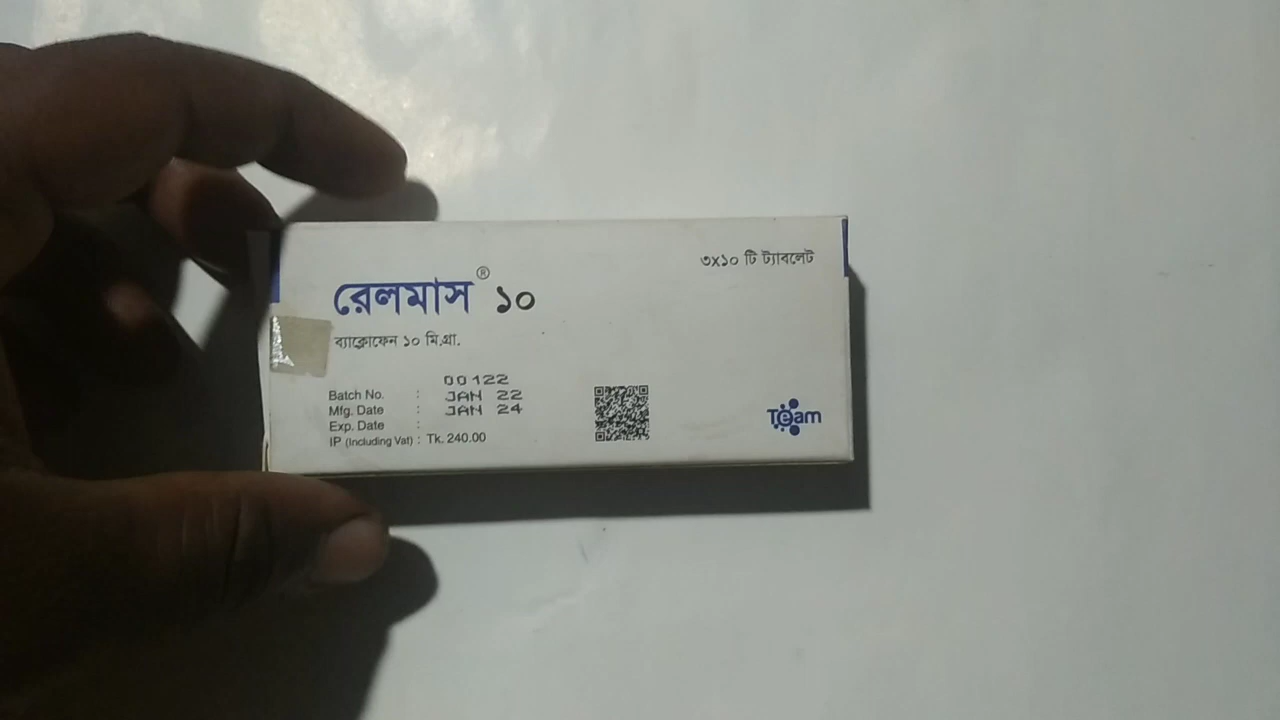 রেলমাস® ১০
৩x১০ টি ট্যাবলেট
ব্যাক্লোফেন ১০ মি.গ্রা.
00122
Batch No. : JAN 22
Mfg. Date : JAN 24
Exp. Date :
IP (Including Vat) : Tk. 240.00
Team